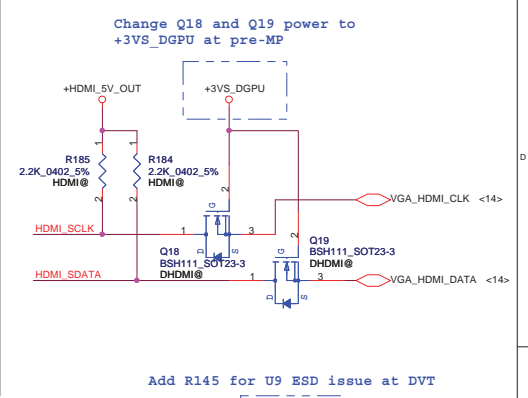 Change Q18 and Q19 power to
+3VS_DGPU at pre-MP
+HDMI_5V_OUT
+3VS_DGPU
1
1
R185
2.2K_0402_5%
HDMI@
R184
2.2K_0402_5%
HDMI@
D
2
2
2
VGA_HDMI_CLK <14>
G
HDMI_SCLK
1
3
D
S
Q18
BSH111_SOT23-3
DHDMI@
2
Q19
BSH111_SOT23-3
DHDMI@
G
HDMI_SDATA
1
3
VGA_HDMI_DATA <14>
D
S
Add R145 for U9 ESD issue at DVT